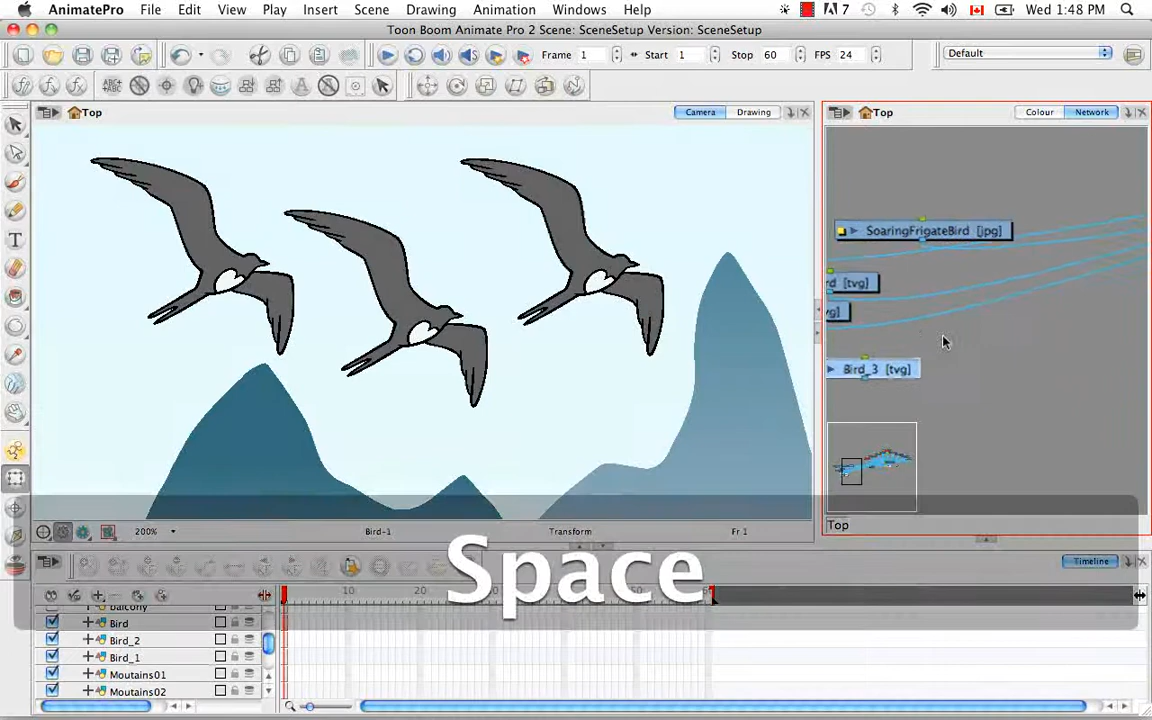 AnimatePro File Edit View Play Insert Scene Drawing Animation Windows Help 7 Wed 1:48 PM
Toon Boom Animate Pro 2 Scene: SceneSetup Version: SceneSetup
Frame 1 Start 1 Stop 60 FPS 24 Default
Top Camera Drawing Top Colour Network
SoaringFrigateBird [jpg]
rd [tvg]
vg]
Bird_3 [tvg]
Top
200% Bird-1 Transform Fr 1
Space
Timeline
10 20
balcony
Bird
Bird_2
Bird_1
Moutains01
Moutains02